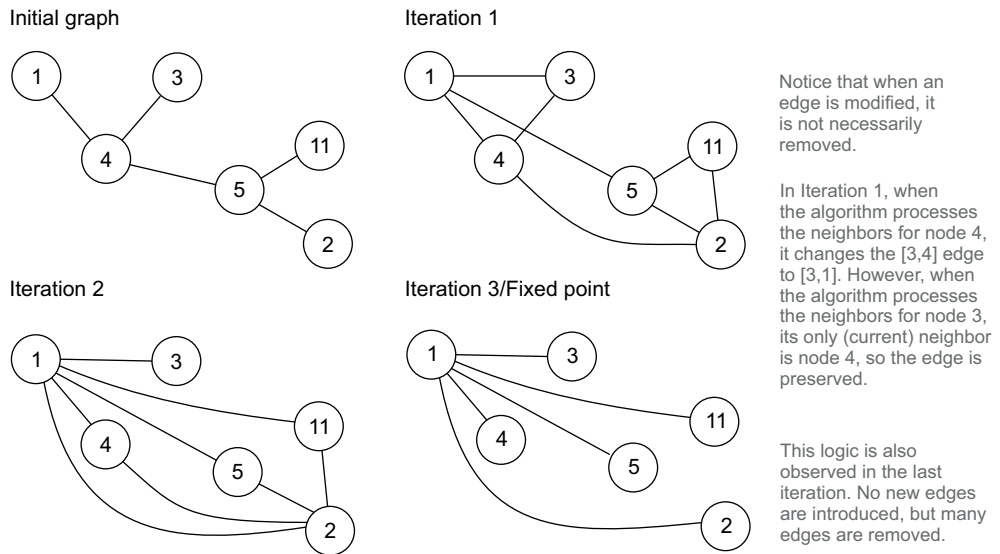 Initial graph
1
3
4
11
5
2
Iteration 1
1
3
4
11
5
2
Notice that when an
edge is modified, it
is not necessarily
removed.
In Iteration 1, when
the algorithm processes
the neighbors for node 4,
it changes the [3,4] edge
to [3,1]. However, when
the algorithm processes
the neighbors for node 3,
its only (current) neighbor
is node 4, so the edge is
preserved.
Iteration 2
1
3
11
4
5
2
Iteration 3/Fixed point
1
3
11
4
5
2
This logic is also
observed in the last
iteration. No new edges
are introduced, but many
edges are removed.